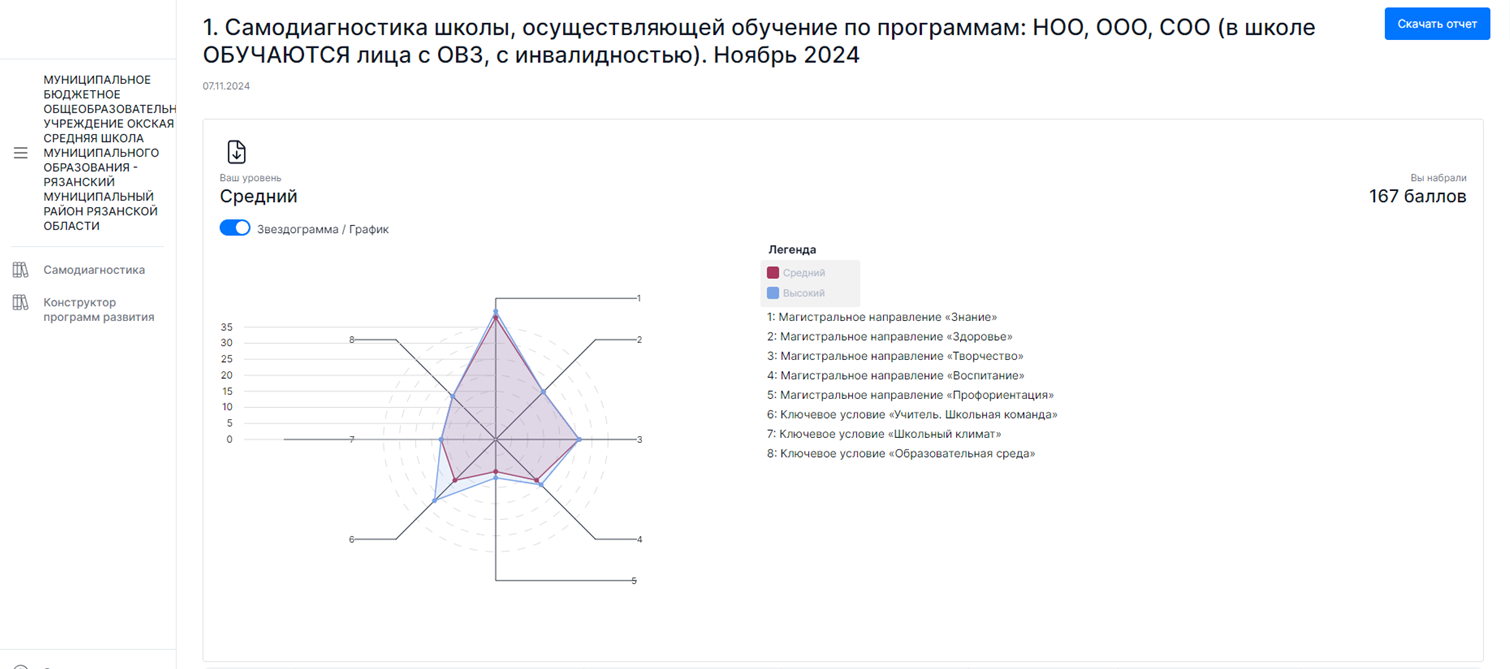 1. Самодиагностика школы, осуществляющей обучение по программам: НОО, ООО, СОО (в школе
ОБУЧАЮТСЯ лица с ОВЗ, с инвалидностью). Ноябрь 2024
Скачать отчет
07.11.2024
МУНИЦИПАЛЬНОЕ
БЮДЖЕТНОЕ
ОБЩЕОБРАЗОВАТЕЛЬН
УЧРЕЖДЕНИЕ ОКСКАЯ
СРЕДНЯЯ ШКОЛА
МУНИЦИПАЛЬНОГО
ОБРАЗОВАНИЯ -
РЯЗАНСКИЙ
МУНИЦИПАЛЬНЫЙ
РАЙОН РЯЗАНСКОЙ
ОБЛАСТИ
Самодиагностика
Конструктор
программ развития
Ваш уровень
Средний
Вы набрали
167 баллов
Звездограмма / График
35
30
25
20
15
10
5
0
1
2
3
4
5
6
7
8
Легенда
Средний
Высокий
1: Магистральное направление «Знание»
2: Магистральное направление «Здоровье»
3: Магистральное направление «Творчество»
4: Магистральное направление «Воспитание»
5: Магистральное направление «Профориентация»
6: Ключевое условие «Учитель. Школьная команда»
7: Ключевое условие «Школьный климат»
8: Ключевое условие «Образовательная среда»